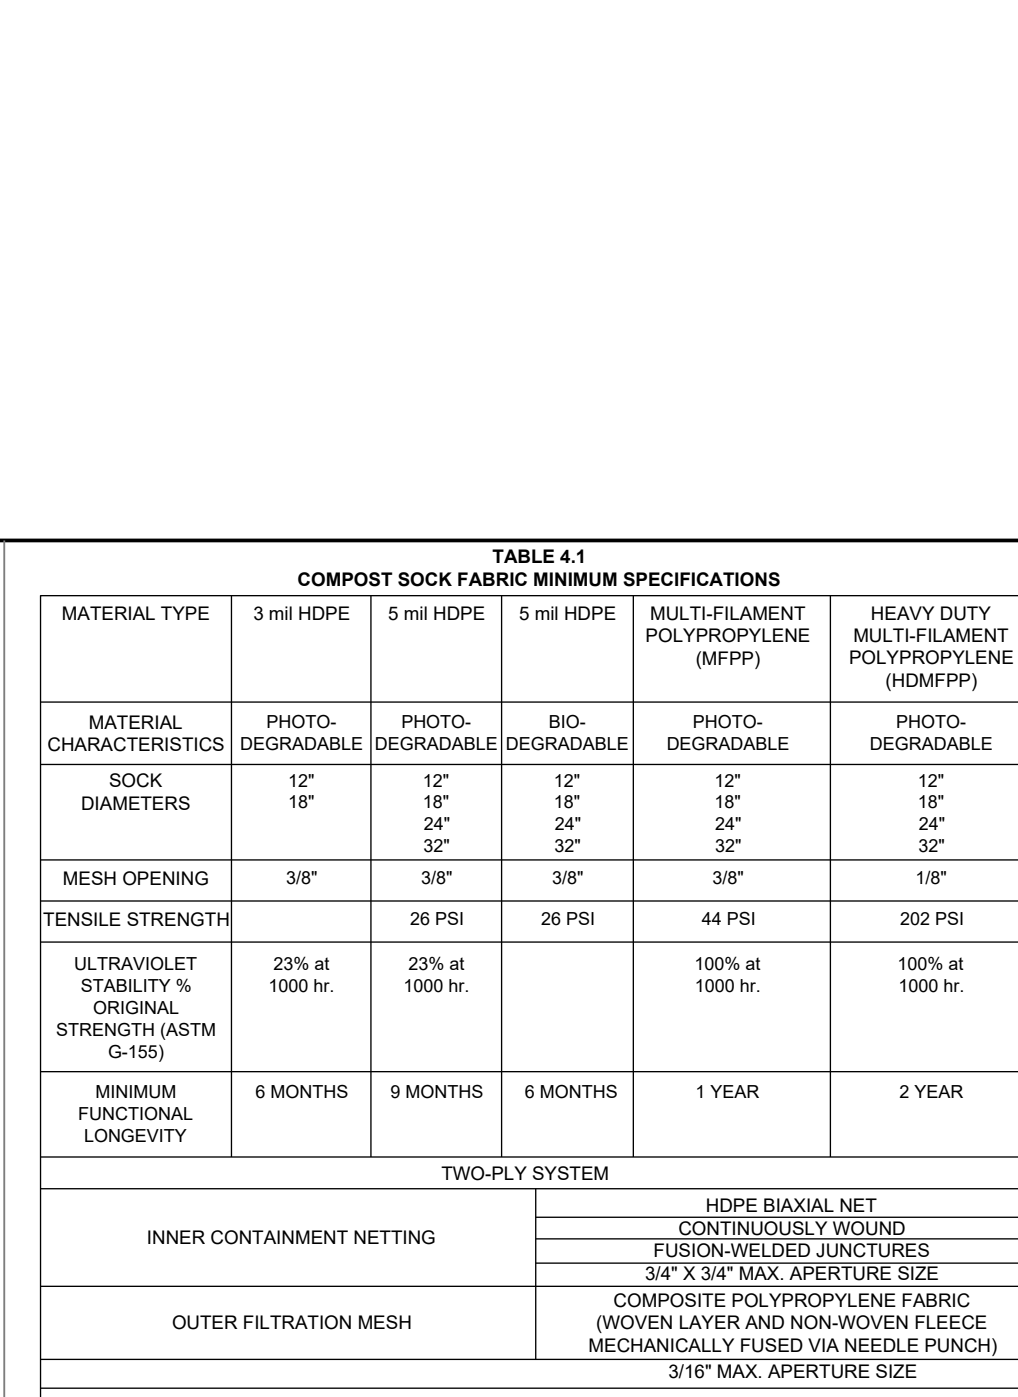 TABLE 4.1
COMPOST SOCK FABRIC MINIMUM SPECIFICATIONS
MATERIAL TYPE
3 mil HDPE
5 mil HDPE
5 mil HDPE
MULTI-FILAMENT
POLYPROPYLENE
(MFPP)
HEAVY DUTY
MULTI-FILAMENT
POLYPROPYLENE
(HDMFPP)
MATERIAL
CHARACTERISTICS
PHOTO-
DEGRADABLE
PHOTO-
DEGRADABLE
BIO-
DEGRADABLE
PHOTO-
DEGRADABLE
PHOTO-
DEGRADABLE
SOCK
DIAMETERS
12"
18"
12"
18"
24"
32"
12"
18"
24"
32"
12"
18"
24"
32"
12"
18"
24"
32"
MESH OPENING
3/8"
3/8"
3/8"
3/8"
1/8"
TENSILE STRENGTH
26 PSI
26 PSI
44 PSI
202 PSI
ULTRAVIOLET
STABILITY %
ORIGINAL
STRENGTH (ASTM
G-155)
23% at
1000 hr.
23% at
1000 hr.
100% at
1000 hr.
100% at
1000 hr.
MINIMUM
FUNCTIONAL
LONGEVITY
6 MONTHS
9 MONTHS
6 MONTHS
1 YEAR
2 YEAR
TWO-PLY SYSTEM
INNER CONTAINMENT NETTING
HDPE BIAXIAL NET
CONTINUOUSLY WOUND
FUSION-WELDED JUNCTURES
3/4" X 3/4" MAX. APERTURE SIZE
OUTER FILTRATION MESH
COMPOSITE POLYPROPYLENE FABRIC
(WOVEN LAYER AND NON-WOVEN FLEECE
MECHANICALLY FUSED VIA NEEDLE PUNCH)
3/16" MAX. APERTURE SIZE